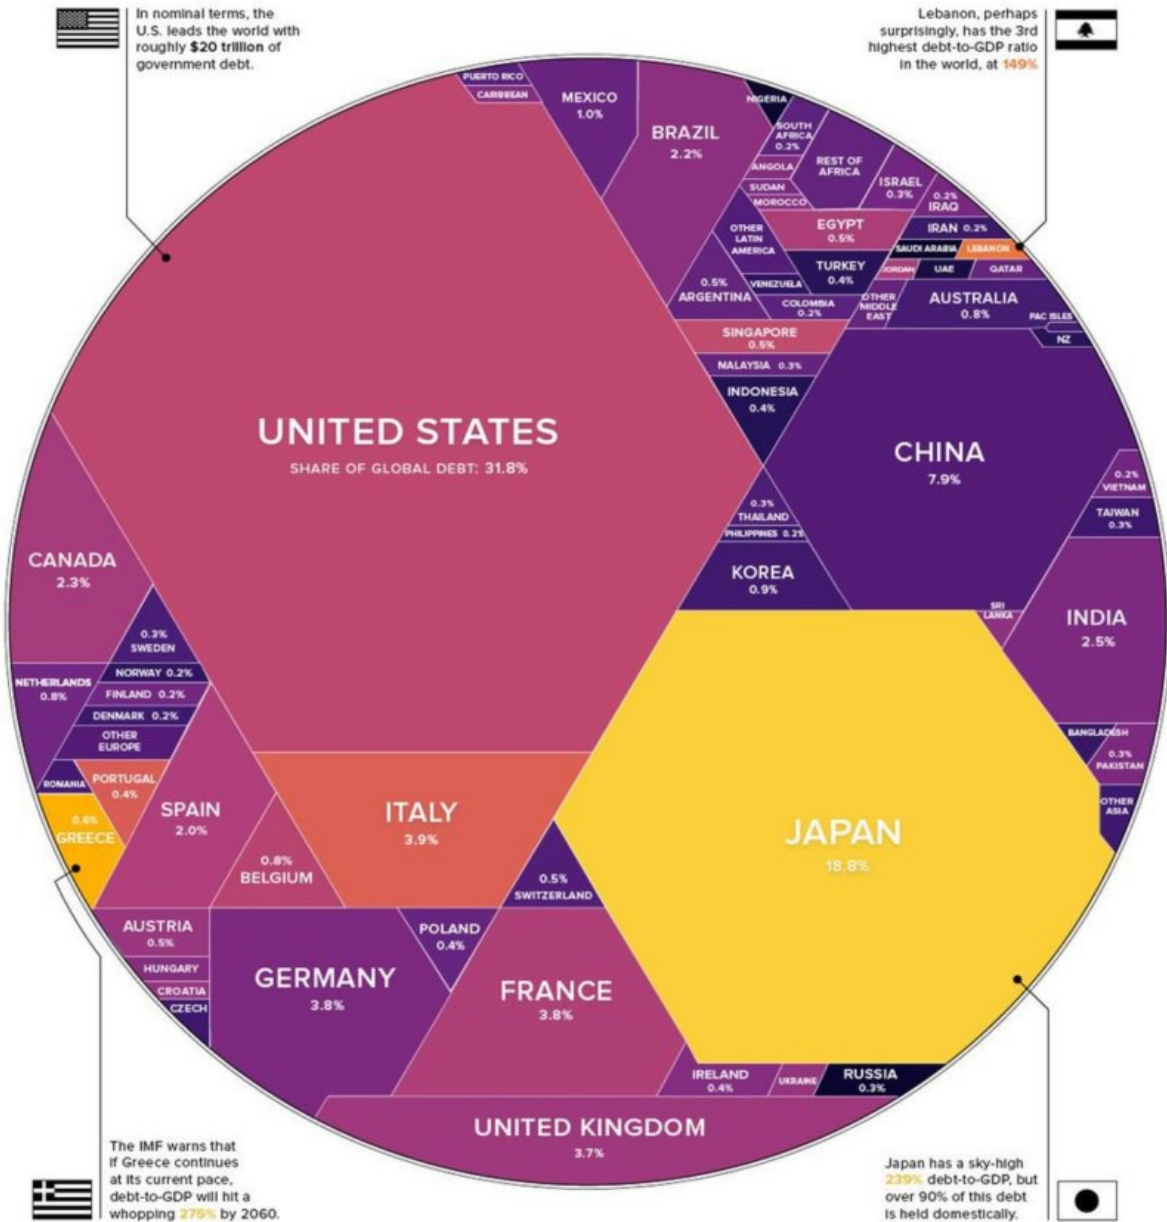 In nominal terms, the
U.S. leads the world with
roughly $20 trillion of
government debt.
Lebanon, perhaps
surprisingly, has the 3rd
highest debt-to-GDP ratio
in the world, at 149%
PUERTO RICO
CARIBBEAN
MEXICO
1.0%
BRAZIL
2.2%
NIGERIA
SOUTH
AFRICA
0.2%
ANGOLA
SUDAN
MOROCCO
REST OF
AFRICA
ISRAEL
0.3%
0.2%
IRAQ
EGYPT
0.5%
IRAN 0.2%
SAUDI ARABIA
LEBANON
OTHER
LATIN
AMERICA
TURKEY
0.4%
JORDAN
UAE
QATAR
0.5%
ARGENTINA
VENEZUELA
COLOMBIA
0.2%
OTHER
MIDDLE
EAST
AUSTRALIA
0.8%
PAC ISLES
NZ
SINGAPORE
0.5%
MALAYSIA 0.3%
INDONESIA
0.4%
UNITED STATES
SHARE OF GLOBAL DEBT: 31.8%
CHINA
7.9%
0.2%
VIETNAM
TAIWAN
0.3%
0.3%
THAILAND
PHILIPPINES 0.2%
KOREA
0.9%
CANADA
2.3%
SRI
LANKA
INDIA
2.5%
0.3%
SWEDEN
NORWAY 0.2%
NETHERLANDS
0.8%
FINLAND 0.2%
DENMARK 0.2%
OTHER
EUROPE
BANGLADESH
0.3%
PAKISTAN
ROMANIA
PORTUGAL
0.4%
OTHER
ASIA
0.6%
GREECE
SPAIN
2.0%
ITALY
3.9%
JAPAN
18.8%
0.8%
BELGIUM
0.5%
SWITZERLAND
AUSTRIA
0.5%
HUNGARY
CROATIA
CZECH
GERMANY
3.8%
POLAND
0.4%
FRANCE
3.8%
IRELAND
0.4%
UKRAINE
RUSSIA
0.3%
UNITED KINGDOM
3.7%
The IMF warns that
if Greece continues
at its current pace,
debt-to-GDP will hit a
whopping 275% by 2060.
Japan has a sky-high
239% debt-to-GDP, but
over 90% of this debt
is held domestically.